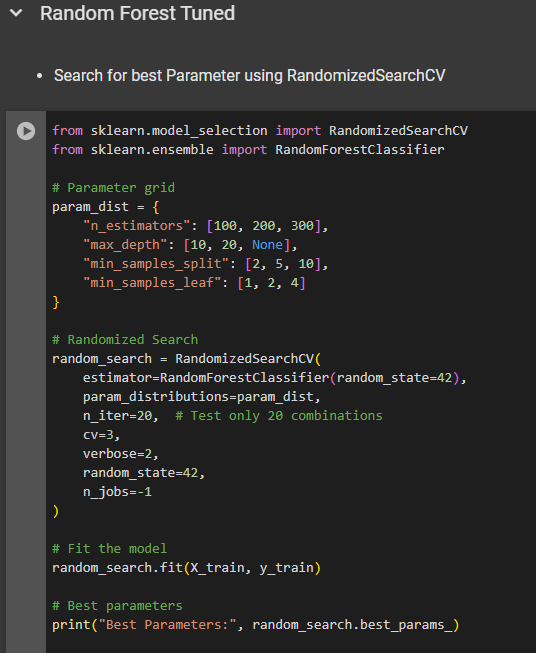 Random Forest Tuned
• Search for best Parameter using RandomizedSearchCV
from sklearn.model_selection import RandomizedSearchCV
from sklearn.ensemble import RandomForestClassifier
# Parameter grid
param_dist = {
    "n_estimators": [100, 200, 300],
    "max_depth": [10, 20, None],
    "min_samples_split": [2, 5, 10],
    "min_samples_leaf": [1, 2, 4]
}
# Randomized Search
random_search = RandomizedSearchCV(
    estimator=RandomForestClassifier(random_state=42),
    param_distributions=param_dist,
    n_iter=20,  # Test only 20 combinations
    cv=3,
    verbose=2,
    random_state=42,
    n_jobs=-1
)
# Fit the model
random_search.fit(X_train, y_train)
# Best parameters
print("Best Parameters:", random_search.best_params_)